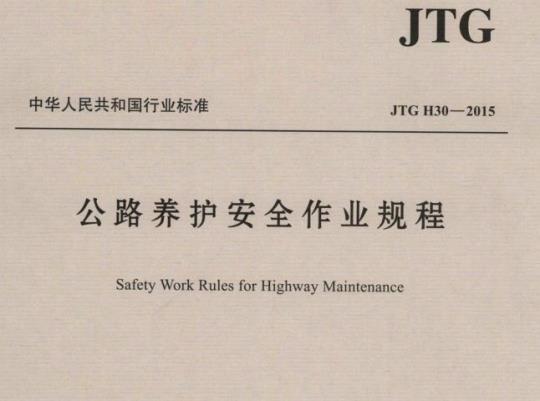 JTG
中华人民共和国行业标准 JTG H30—2015
公路养护安全作业规程
Safety Work Rules for Highway Maintenance